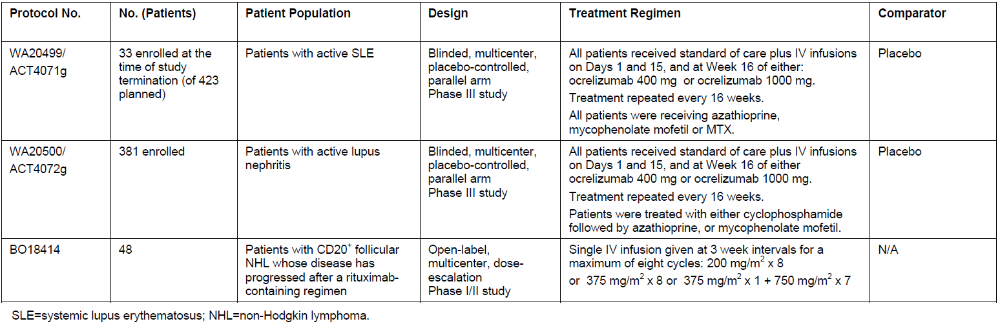 Protocol No. No. (Patients) Patient Population Design Treatment Regimen Comparator
WA20499/
ACT4071g
33 enrolled at the
time of study
termination (of 423
planned)
Patients with active SLE
Blinded, multicenter,
placebo-controlled,
parallel arm
Phase III study
All patients received standard of care plus IV infusions
on Days 1 and 15, and at Week 16 of either:
ocrelizumab 400 mg or ocrelizumab 1000 mg.
Treatment repeated every 16 weeks.
All patients were receiving azathioprine,
mycophenolate mofetil or MTX.
Placebo
WA20500/
ACT4072g
381 enrolled
Patients with active lupus
nephritis
Blinded, multicenter,
placebo-controlled,
parallel arm
Phase III study
All patients received standard of care plus IV infusions
on Days 1 and 15, and at Week 16 of either
ocrelizumab 400 mg or ocrelizumab 1000 mg.
Treatment repeated every 16 weeks.
Patients were treated with either cyclophosphamide
followed by azathioprine, or mycophenolate mofetil.
Placebo
BO18414
48
Patients with CD20⁺ follicular
NHL whose disease has
progressed after a rituximab-
containing regimen
Open-label,
multicenter, dose-
escalation
Phase I/II study
Single IV infusion given at 3 week intervals for a
maximum of eight cycles: 200 mg/m² x 8
or 375 mg/m² x 8 or 375 mg/m² x 1 + 750 mg/m² x 7
N/A
SLE=systemic lupus erythematosus; NHL=non-Hodgkin lymphoma.